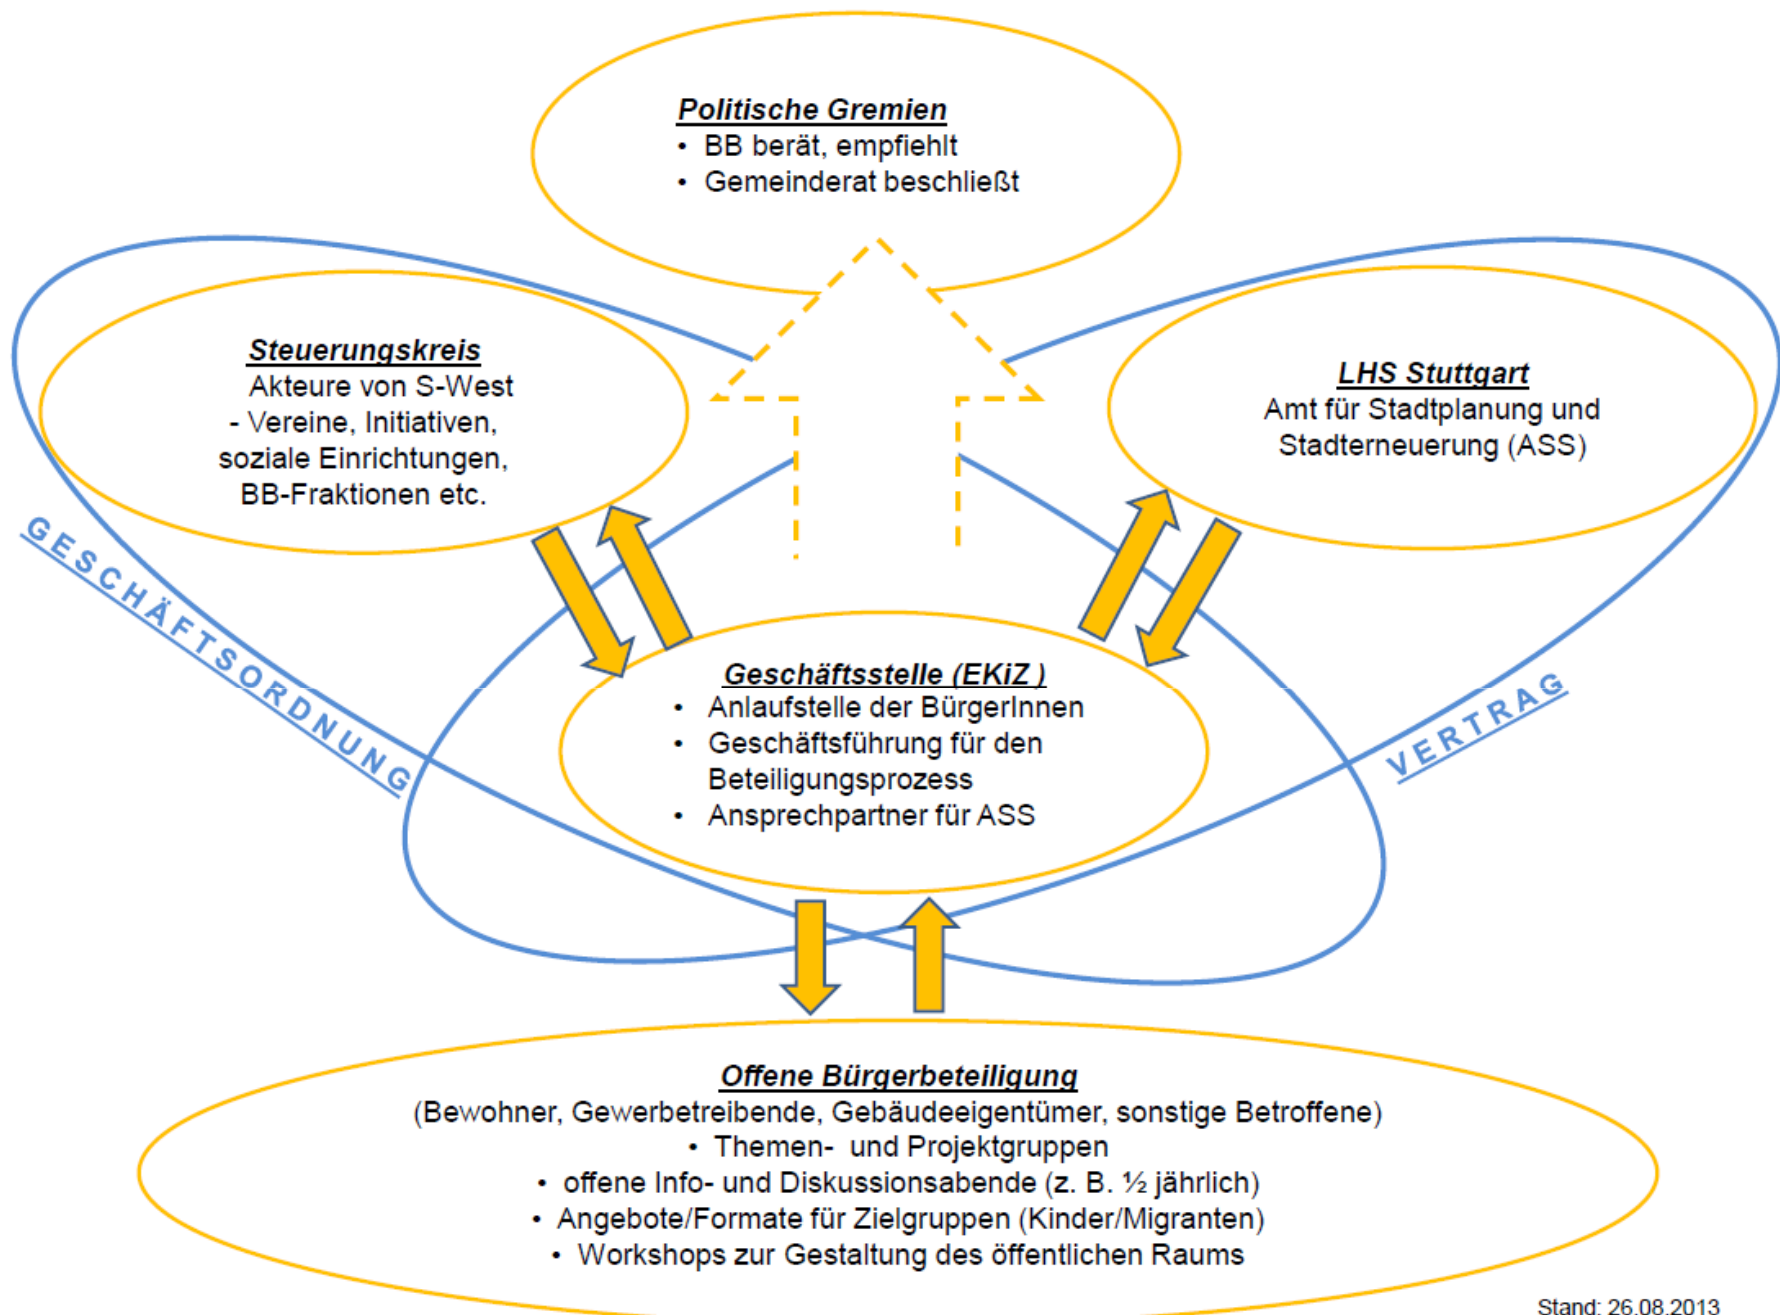 Politische Gremien
• BB berät, empfiehlt
• Gemeinderat beschließt
Steuerungskreis
Akteure von S-West
- Vereine, Initiativen,
soziale Einrichtungen,
BB-Fraktionen etc.
LHS Stuttgart
Amt für Stadtplanung und
Stadterneuerung (ASS)
GESCHÄFTSORDNUNG
VERTRAG
Geschäftsstelle (EKiZ )
• Anlaufstelle der BürgerInnen
• Geschäftsführung für den
Beteiligungsprozess
• Ansprechpartner für ASS
Offene Bürgerbeteiligung
(Bewohner, Gewerbetreibende, Gebäudeeigentümer, sonstige Betroffene)
• Themen- und Projektgruppen
• offene Info- und Diskussionsabende (z. B. ½ jährlich)
• Angebote/Formate für Zielgruppen (Kinder/Migranten)
• Workshops zur Gestaltung des öffentlichen Raums
Stand: 26.08.2013